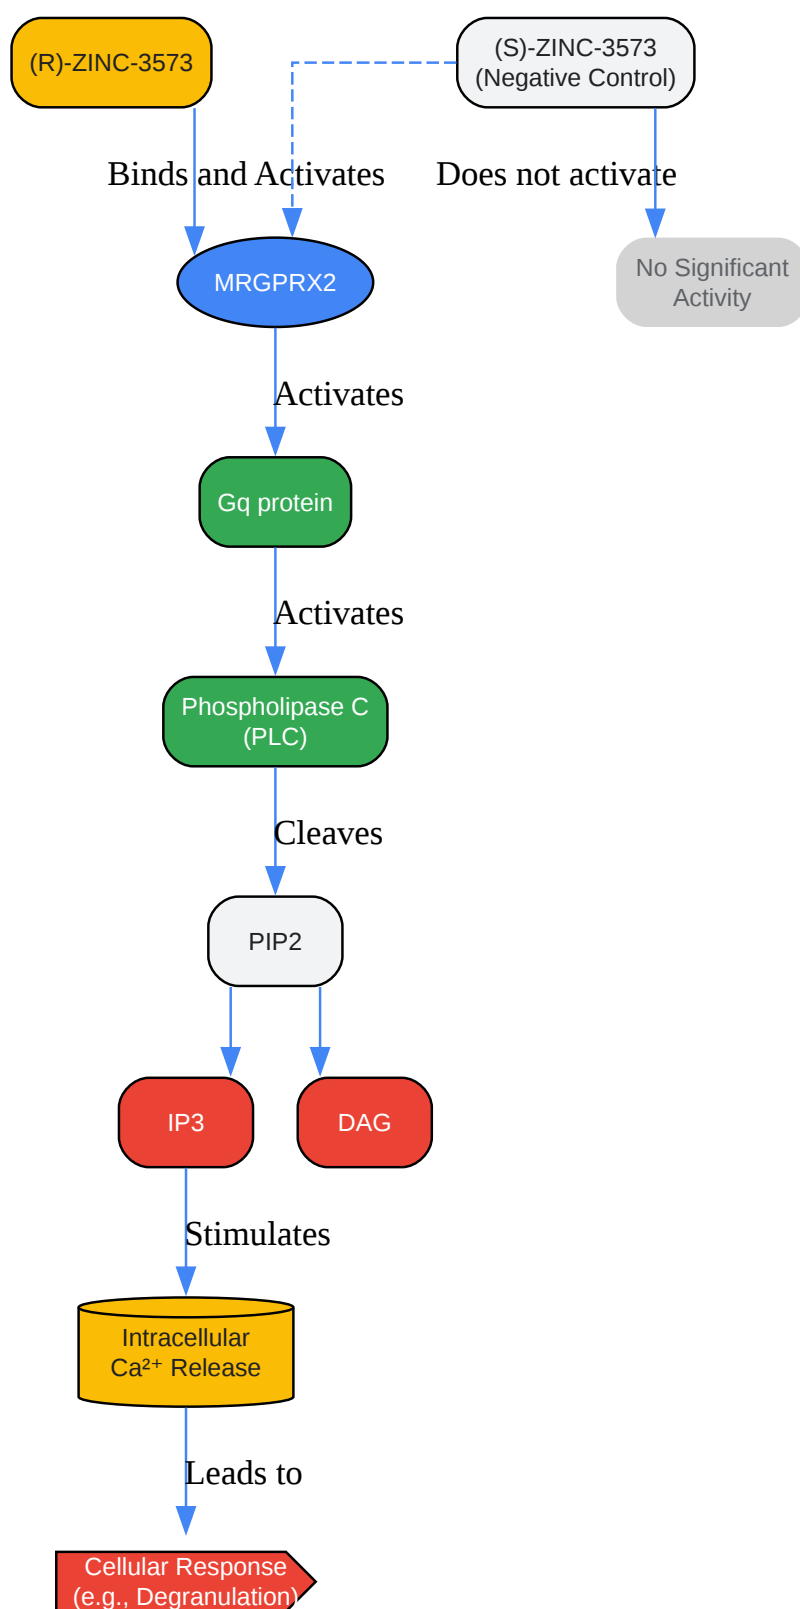 (R)-ZINC-3573
(S)-ZINC-3573
(Negative Control)
Binds and Activates
Does not activate
MRGPRX2
No Significant
Activity
Activates
Gq protein
Activates
Phospholipase C
(PLC)
Cleaves
PIP2
IP3
DAG
Stimulates
Intracellular
Ca²⁺ Release
Leads to
Cellular Response
(e.g., Degranulation)